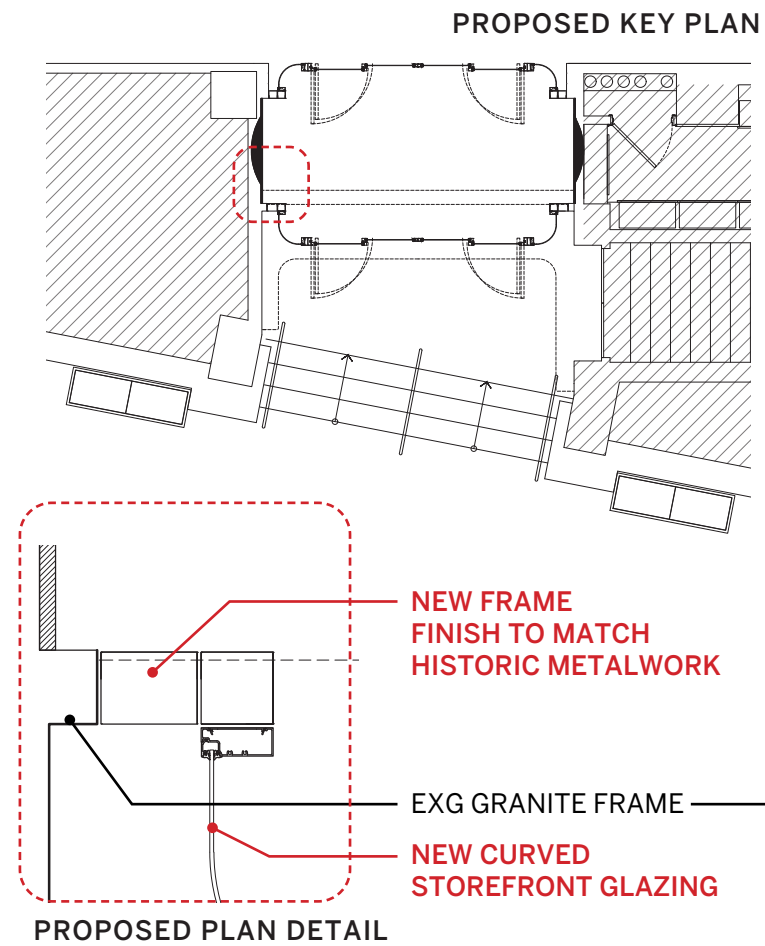 PROPOSED KEY PLAN
NEW FRAME
FINISH TO MATCH
HISTORIC METALWORK
EXG GRANITE FRAME
NEW CURVED
STOREFRONT GLAZING
PROPOSED PLAN DETAIL